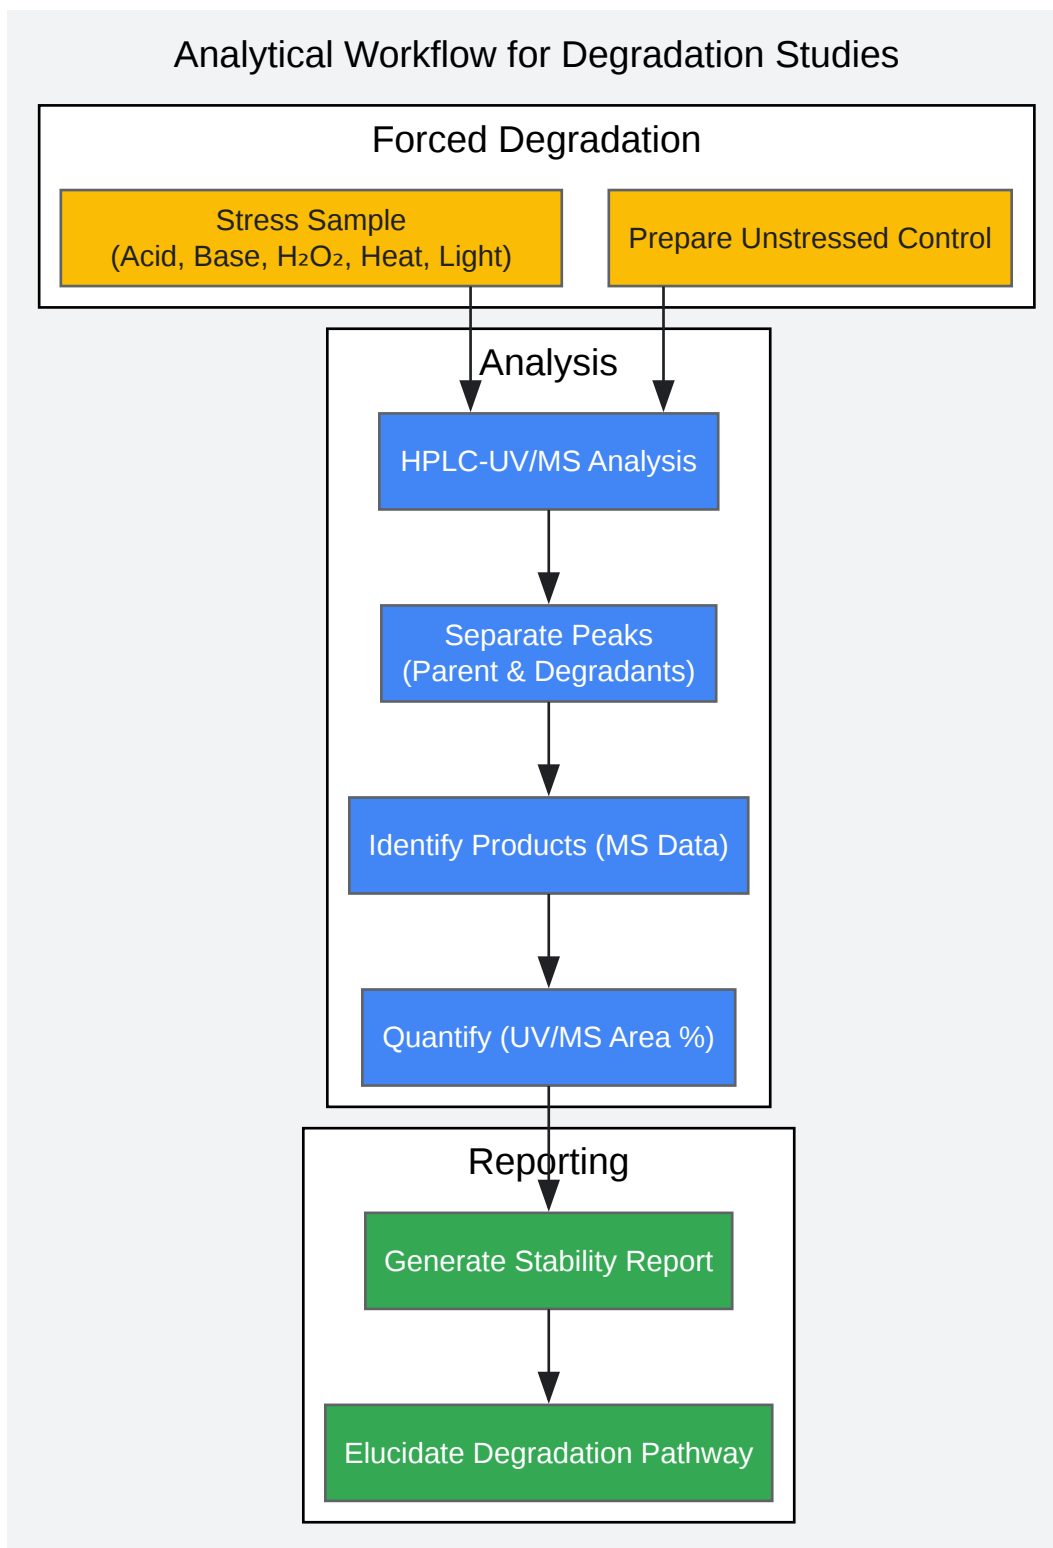 Analytical Workflow for Degradation Studies
Forced Degradation
Stress Sample
(Acid, Base, H₂O₂, Heat, Light)
Prepare Unstressed Control
Analysis
HPLC-UV/MS Analysis
Separate Peaks
(Parent & Degradants)
Identify Products (MS Data)
Quantify (UV/MS Area %)
Reporting
Generate Stability Report
Elucidate Degradation Pathway